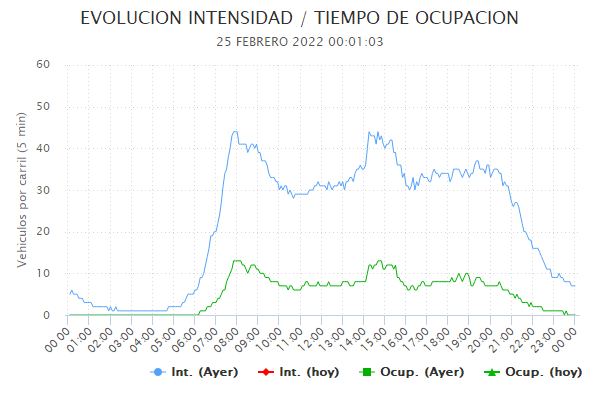 EVOLUCION INTENSIDAD / TIEMPO DE OCUPACION
25 FEBRERO 2022 00:01:03
Vehiculos por carril (5 min)
60
50
40
30
20
10
0
00:00 01:00 02:00 03:00 04:00 05:00 06:00 07:00 08:00 09:00 10:00 11:00 12:00 13:00 14:00 15:00 16:00 17:00 18:00 19:00 20:00 21:00 22:00 23:00 00:00
Int. (Ayer) Int. (hoy) Ocup. (Ayer) Ocup. (hoy)